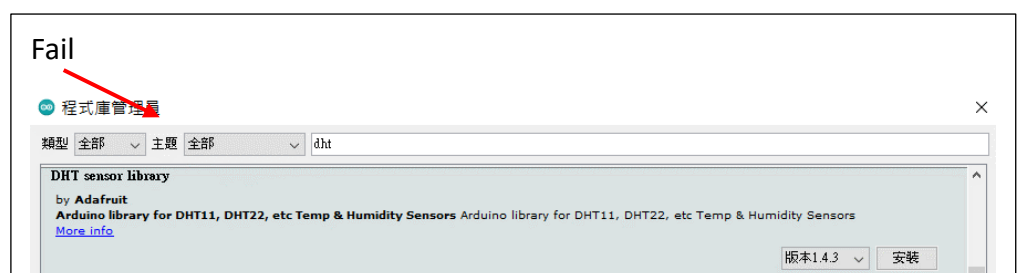 Fail
程式庫管理員
類型 全部 主題 全部 dht
DHT sensor library
by Adafruit
Arduino library for DHT11, DHT22, etc Temp & Humidity Sensors Arduino library for DHT11, DHT22, etc Temp & Humidity Sensors
More info
版本1.4.3 安裝